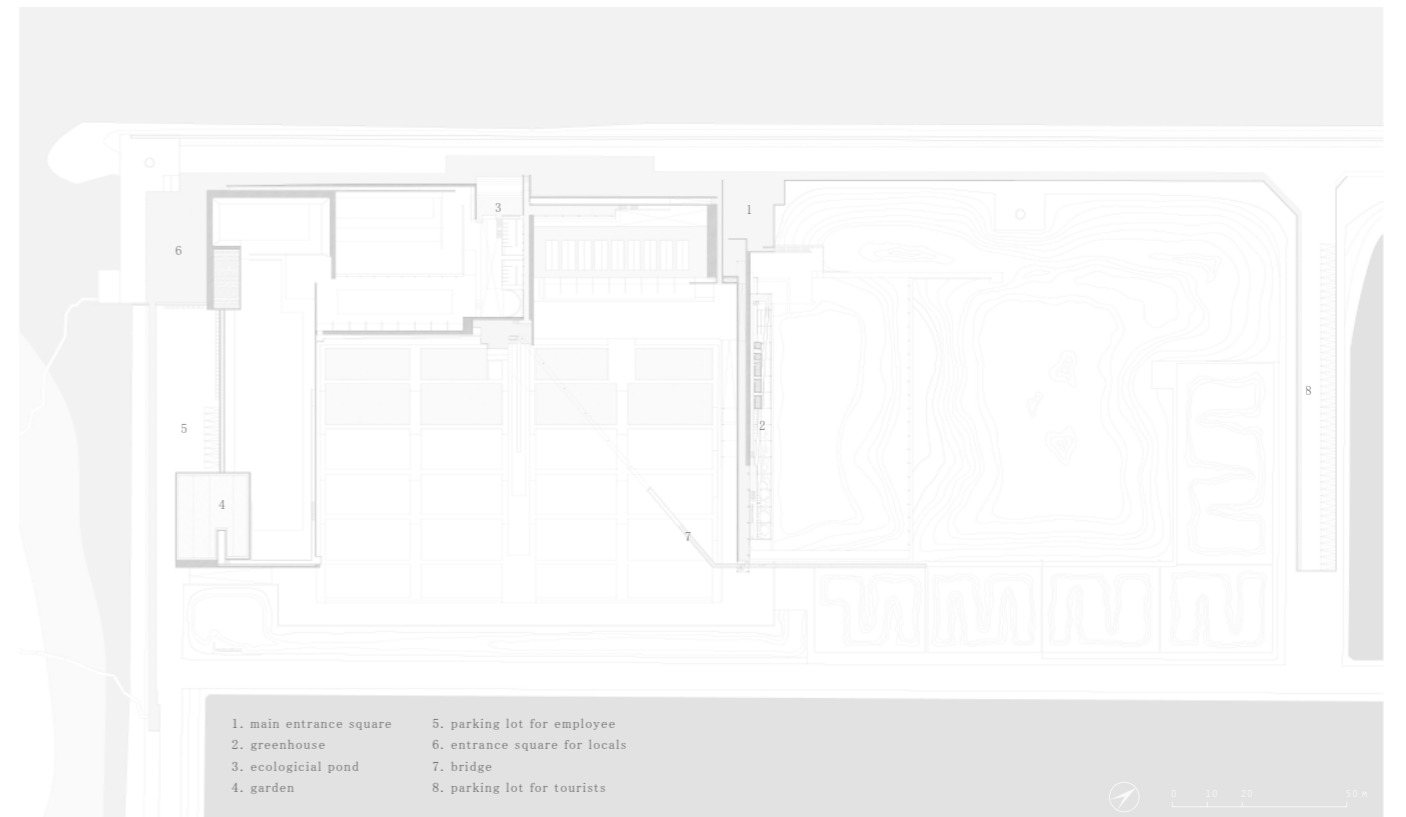 1
3
6
8
2
5
4
7
1. main entrance square
2. greenhouse
3. ecologicial pond
4. garden
5. parking lot for employee
6. entrance square for locals
7. bridge
8. parking lot for tourists
0 10 20 50 M